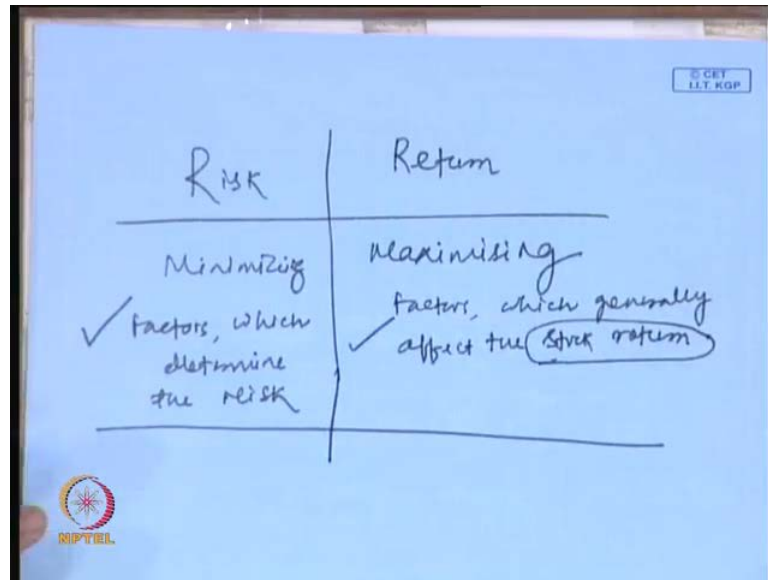 © CET
I.I.T. KGP
Risk
Return
Minimizing
factors, which
determine
the risk
Maximising
factors, which generally
affect the stock return
NPTEL